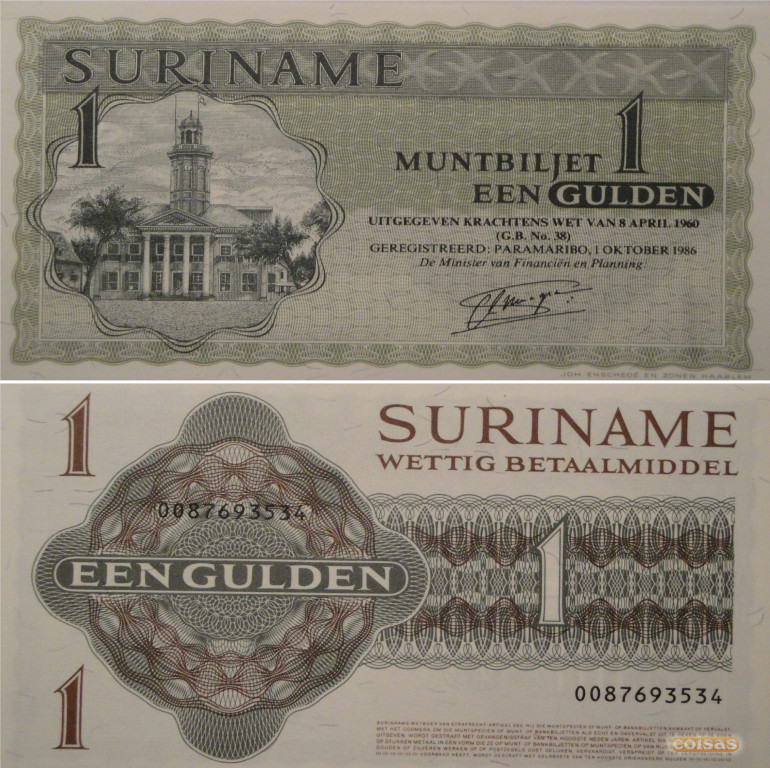 SURINAME
1
1
MUNTBILJET
EEN GULDEN
UITGEGEVEN KRACHTENS WET VAN 8 APRIL 1960
(G.B. No. 38)
GEREGISTREERD: PARAMARIBO, 1 OKTOBER 1986
De Minister van Financiën en Planning
JOH. ENSCHEDÉ EN ZONEN HAARLEM
1
SURINAME
WETTIG BETAALMIDDEL
0087693534
EEN GULDEN
1
1
0087693534
coisas